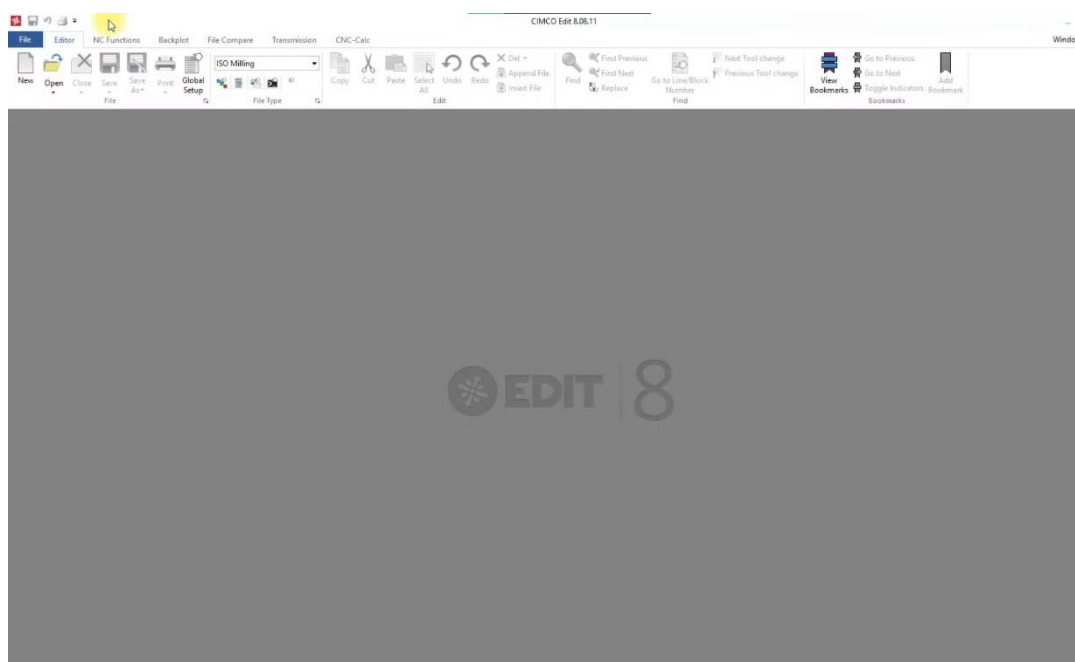 CIMCO Edit 8.08.11
File Editor NC Functions Backplot File Compare Transmission CNC-Calc Windo
New Open Close Save Save As Print Global Setup
ISO Milling
Copy Cut Paste Select All Undo Redo
Del
Append File
Insert File
Find
Find Previous
Find Next
Replace
Go to Line/Block Number
Next Tool change
Previous Tool change
View Bookmarks
Go to Previous
Go to Next
Toggle Indicators
Add Bookmark
File File Type Edit Find Bookmarks
EDIT 8